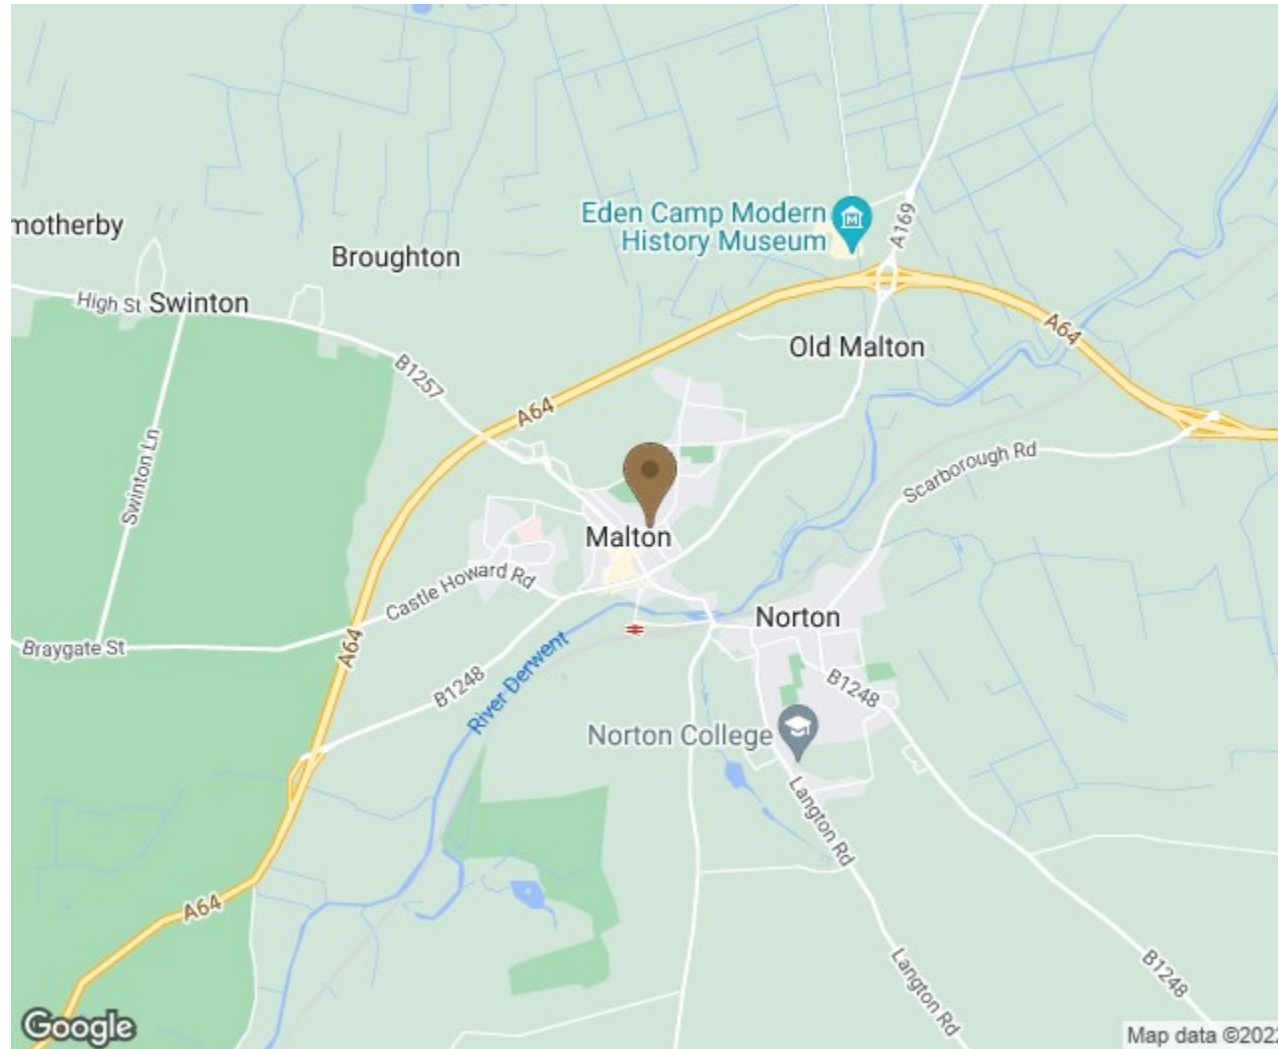 Eden Camp Modern
History Museum
A169
motherby
Broughton
High St
Swinton
B1257
A64
A64
Old Malton
Swinton Ln
Scarborough Rd
Malton
Castle Howard Rd
Norton
Braygate St
A64
B1248
River Derwent
B1248
Norton College
Langton Rd
A64
Langton Rd
B1248
Google
Map data ©2022